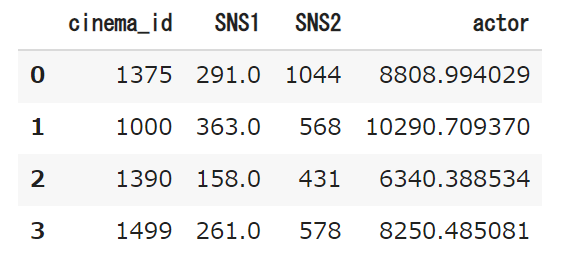 cinema_id SNS1 SNS2 actor
0 1375 291.0 1044 8808.994029
1 1000 363.0 568 10290.709370
2 1390 158.0 431 6340.388534
3 1499 261.0 578 8250.485081